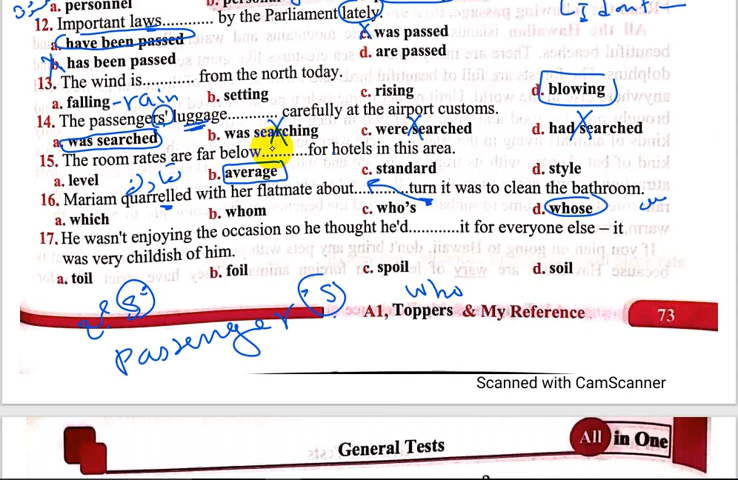 a. personnel
12. Important laws............ by the Parliament lately.
a. have been passed c. was passed
b. has been passed d. are passed
13. The wind is............ from the north today.
a. falling - rain b. setting c. rising d. blowing
14. The passengers' luggage............ carefully at the airport customs.
a. was searched b. was searching c. were searched d. had searched
15. The room rates are far below............for hotels in this area.
a. level b. average c. standard d. style
16. Mariam quarrelled with her flatmate about............turn it was to clean the bathroom.
a. which b. whom c. who's d. whose
17. He wasn't enjoying the occasion so he thought he'd............it for everyone else – it
was very childish of him.
a. toil b. foil c. spoil d. soil
who
passenger 's
A1, Toppers & My Reference 73
Scanned with CamScanner
General Tests All in One